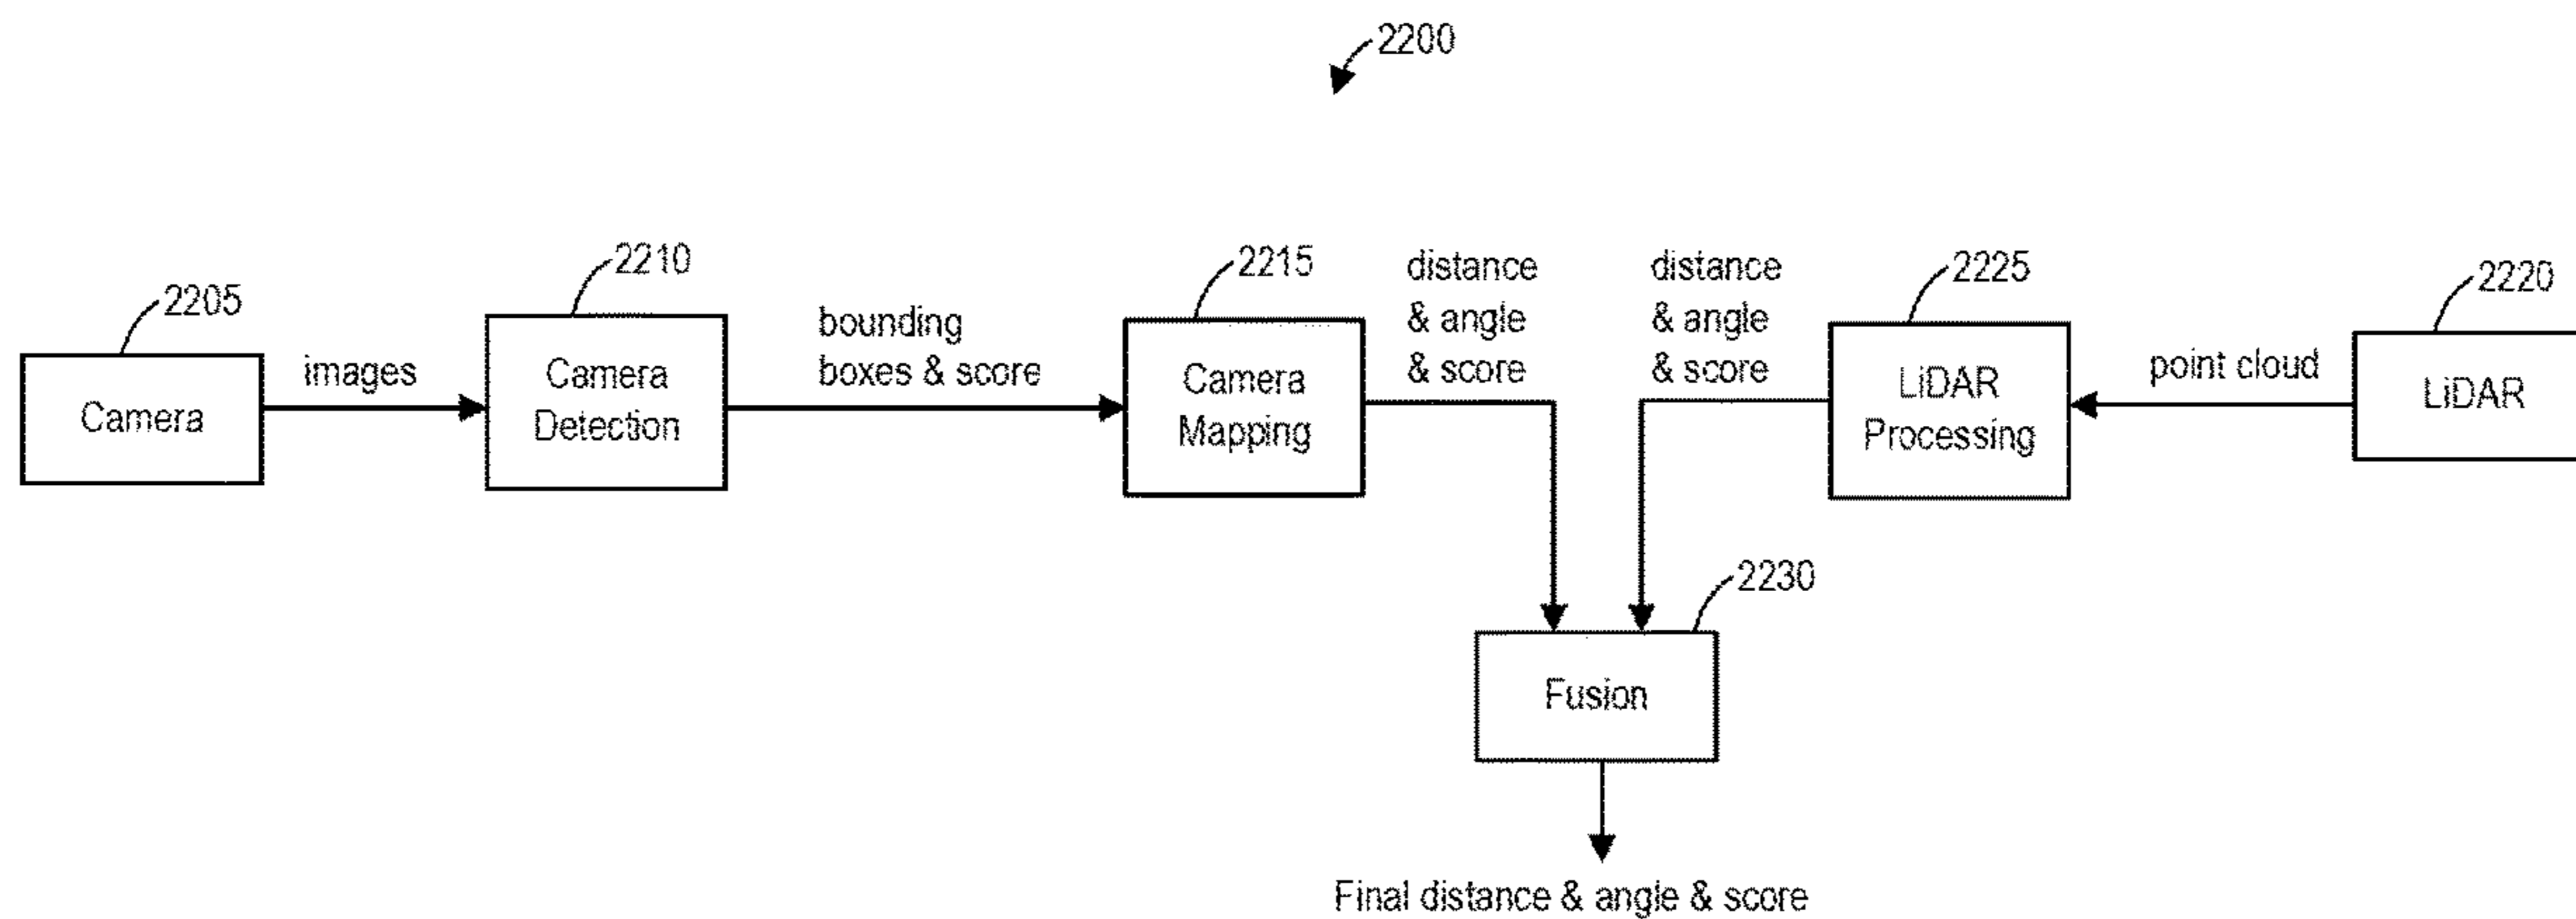 2200
2205
Camera
images
2210
Camera
Detection
bounding
boxes & score
2215
Camera
Mapping
distance
& angle
& score
distance
& angle
& score
2225
LiDAR
Processing
point cloud
2220
LiDAR
2230
Fusion
Final distance & angle & score